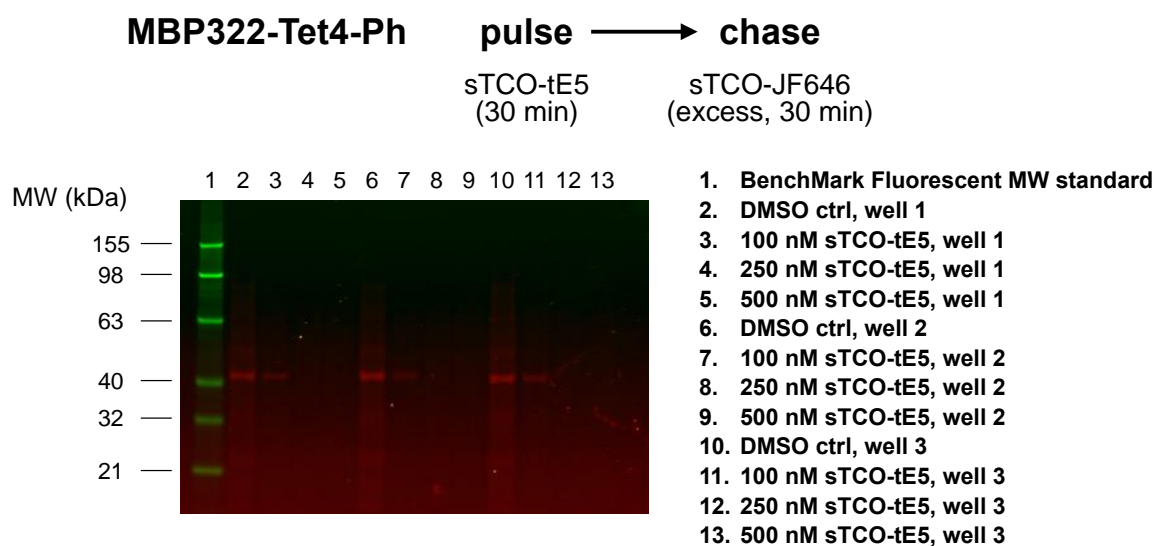 MBP322-Tet4-Ph pulse chase
sTCO-tE5 sTCO-JF646
(30 min) (excess, 30 min)
1 2 3 4 5 6 7 8 9 10 11 12 13
MW (kDa)
155
98
63
40
32
21
1. BenchMark Fluorescent MW standard
2. DMSO ctrl, well 1
3. 100 nM sTCO-tE5, well 1
4. 250 nM sTCO-tE5, well 1
5. 500 nM sTCO-tE5, well 1
6. DMSO ctrl, well 2
7. 100 nM sTCO-tE5, well 2
8. 250 nM sTCO-tE5, well 2
9. 500 nM sTCO-tE5, well 2
10. DMSO ctrl, well 3
11. 100 nM sTCO-tE5, well 3
12. 250 nM sTCO-tE5, well 3
13. 500 nM sTCO-tE5, well 3